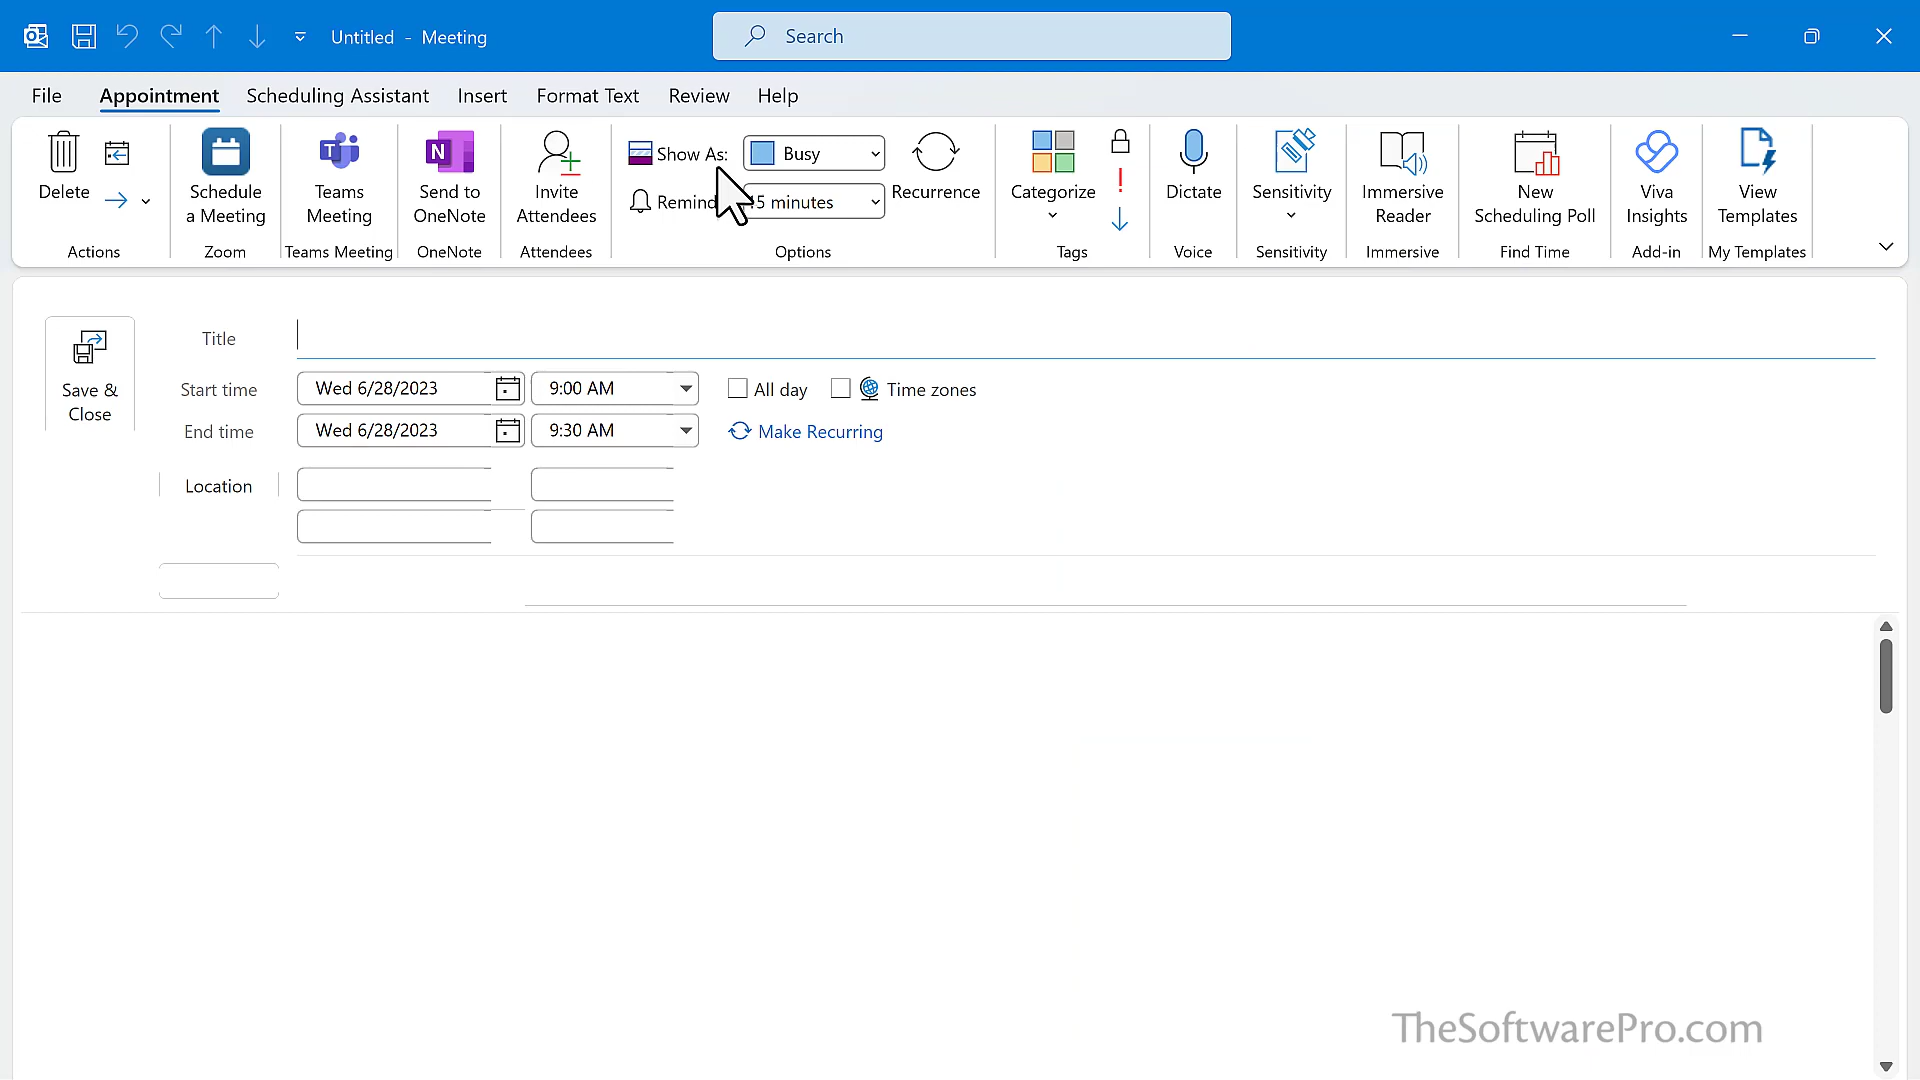 Untitled - Meeting
Search
File Appointment Scheduling Assistant Insert Format Text Review Help
Delete
Schedule a Meeting
Teams Meeting
Send to OneNote
Invite Attendees
Show As: Busy
5 minutes
Recurrence
Categorize
Dictate
Sensitivity
Immersive Reader
New Scheduling Poll
Viva Insights
View Templates
Actions Zoom Teams Meeting OneNote Attendees Options Tags Voice Sensitivity Immersive Find Time Add-in My Templates
Save & Close
Title
Start time Wed 6/28/2023 9:00 AM All day Time zones
End time Wed 6/28/2023 9:30 AM Make Recurring
Location
TheSoftwarePro.com